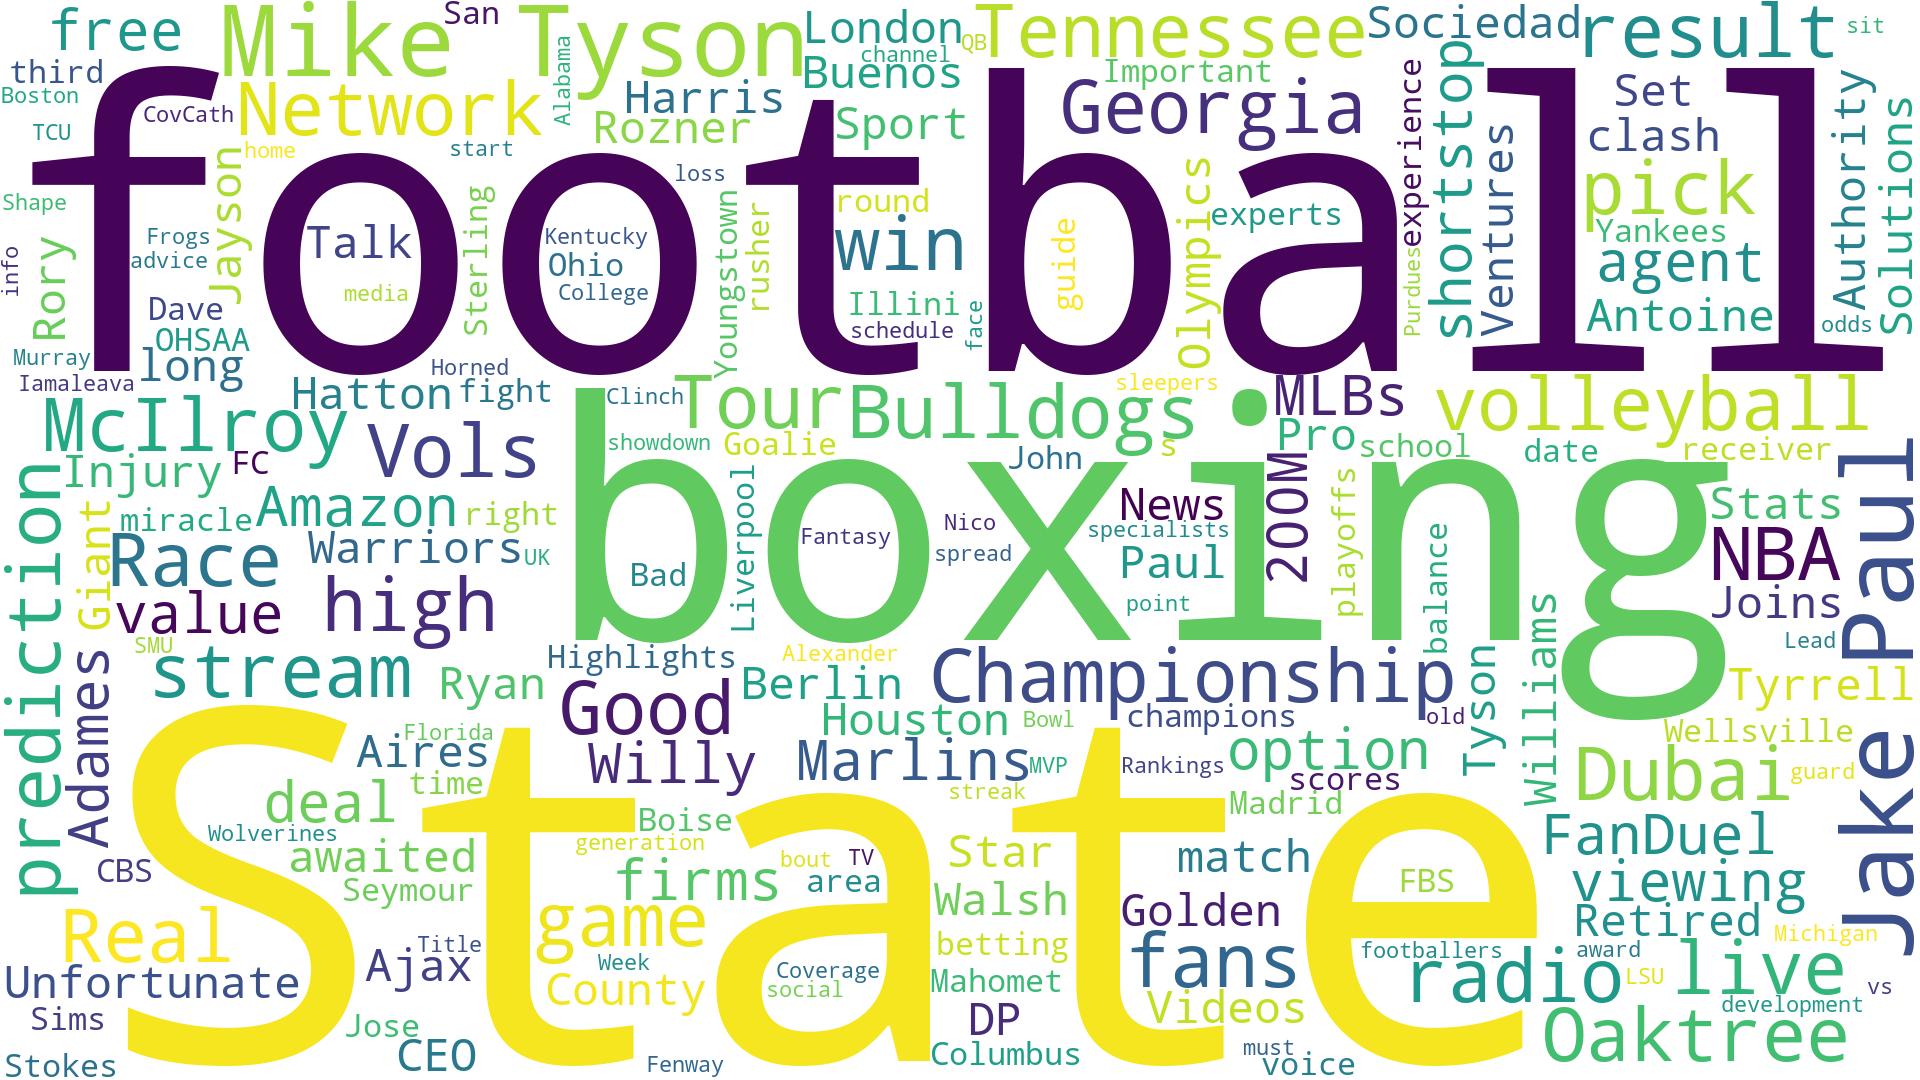 football
State
boxing
Mike Tyson
Jake Paul
Tennessee
result
free
San
London
channel
QB
Sociedad
sit
third
Boston
TCU
CovCath
Network
Alabama
Harris
Rozner
Buenos
Sport
Important
Georgia
experience
shortstop
Set
clash
Authority
Solutions
home
start
loss
Shape
Jayson
Talk
Kentucky
Ohio
College
media
Sterling
Youngstown
rusher
round
win
guide
Olympics
experts
Ventures
pick
Yankees
agent
Antoine
odds
info
Rory
Frogs
advice
Dave
OHSAA
long
Murray
Iamaleava
Illini
schedule
face
Purdues
Horned
Hatton
fight
Clinch
Tour
Bulldogs
sleepers
MLBs
volleyball
McIlroy
Vols
showdown
Goalie
s
John
Pro
school
date
receiver
Injury
FC
prediction
Giant
miracle
Amazon
right
Liverpool
Fantasy
Nico
spread
News
specialists
200M
playoffs
balance
Stats
Race
Warriors
UK
Bad
Paul
point
NBA
Joins
value
high
SMU
Adames
stream
Highlights
Alexander
Ryan
Good
Berlin
Championship
Tyson
Williams
Lead
Tyrrell
Florida
Aires
Willy
Houston
Bowl
champions
old
Marlins
MVP
Rankings
option
scores
Wellsville
Dubai
guard
deal
time
streak
Madrid
Wolverines
Boise
generation
awaited
Star
match
FanDuel
CBS
Seymour
firms
bout
TV
area
Walsh
FBS
viewing
Real
game
Golden
Retired
Michigan
Ajax
Title
Week
Coverage
betting
fans
footballers
award
Unfortunate
County
social
Mahomet
radio
LSU
live
vs
Sims
Videos
development
Jose
DP
Oaktree
Stokes
CEO
Fenway
Columbus
must
voice